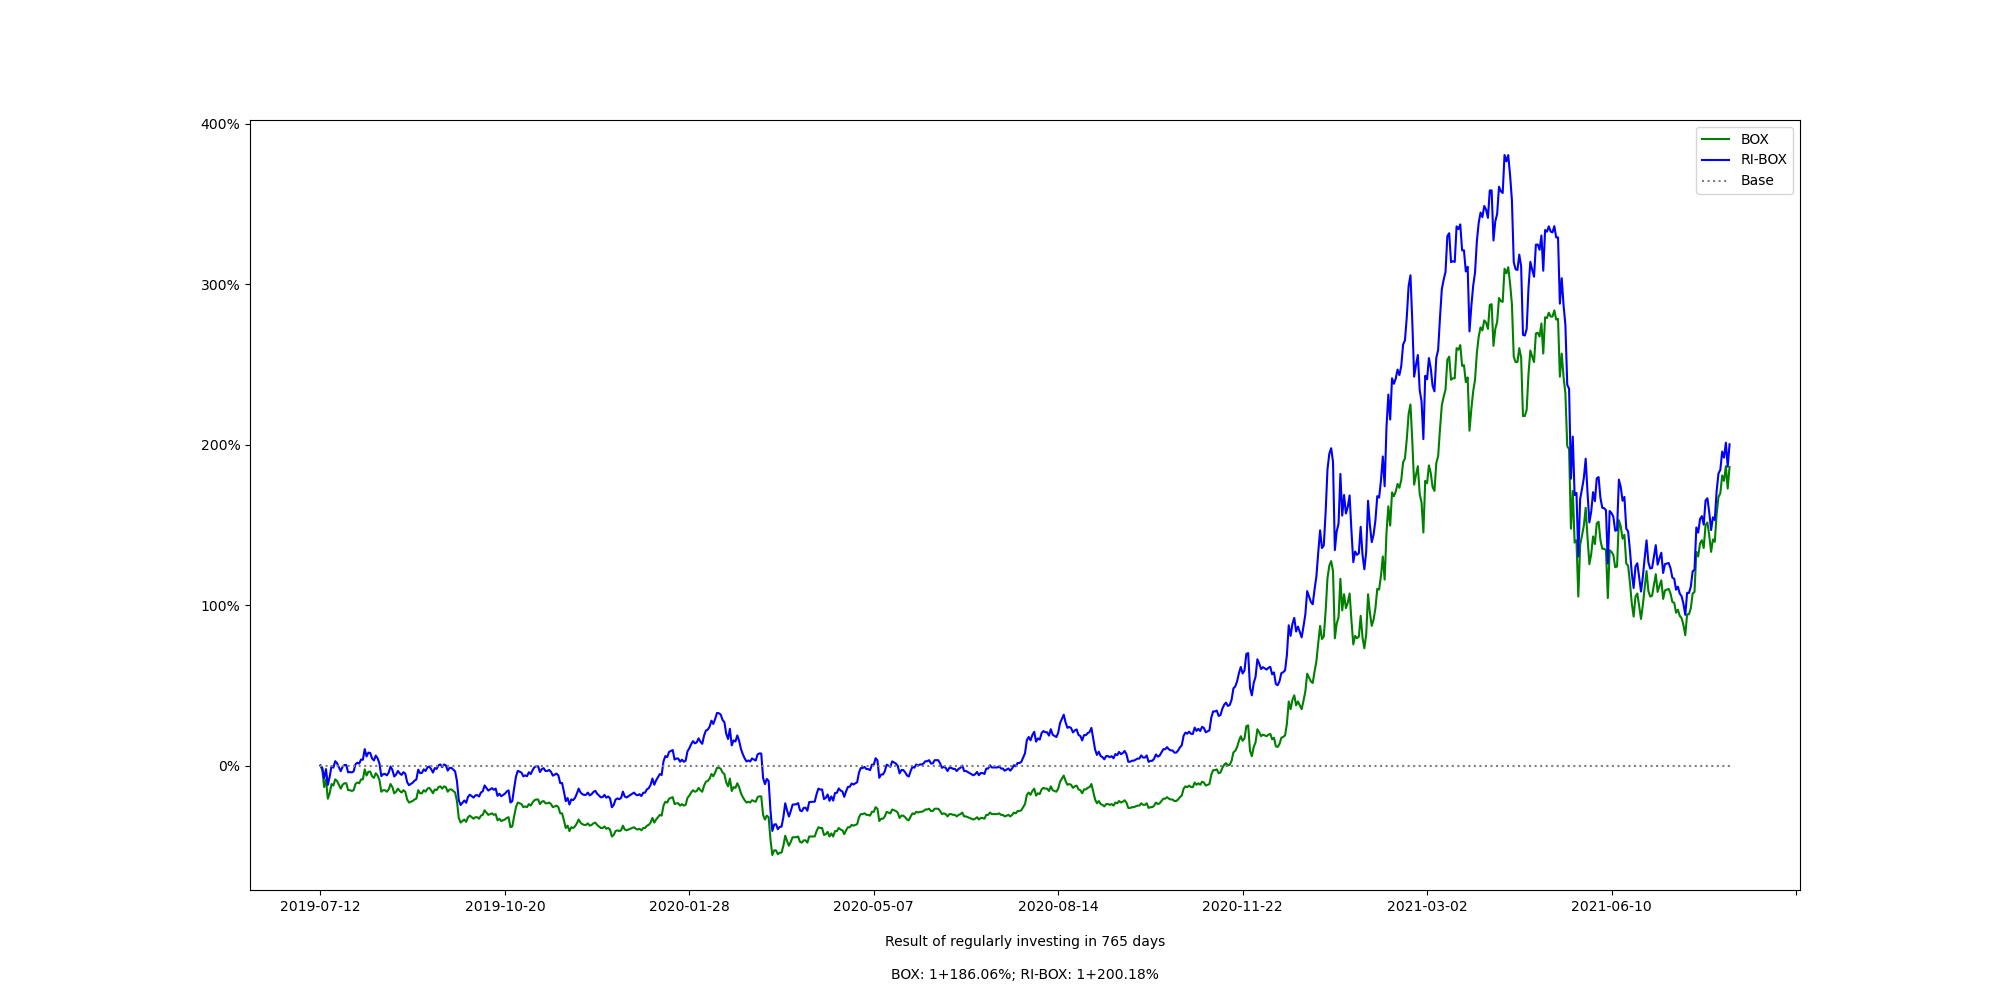 400%
300%
200%
100%
0%
BOX
RI-BOX
Base
2019-07-12 2019-10-20 2020-01-28 2020-05-07 2020-08-14 2020-11-22 2021-03-02 2021-06-10
Result of regularly investing in 765 days
BOX: 1+186.06%; RI-BOX: 1+200.18%